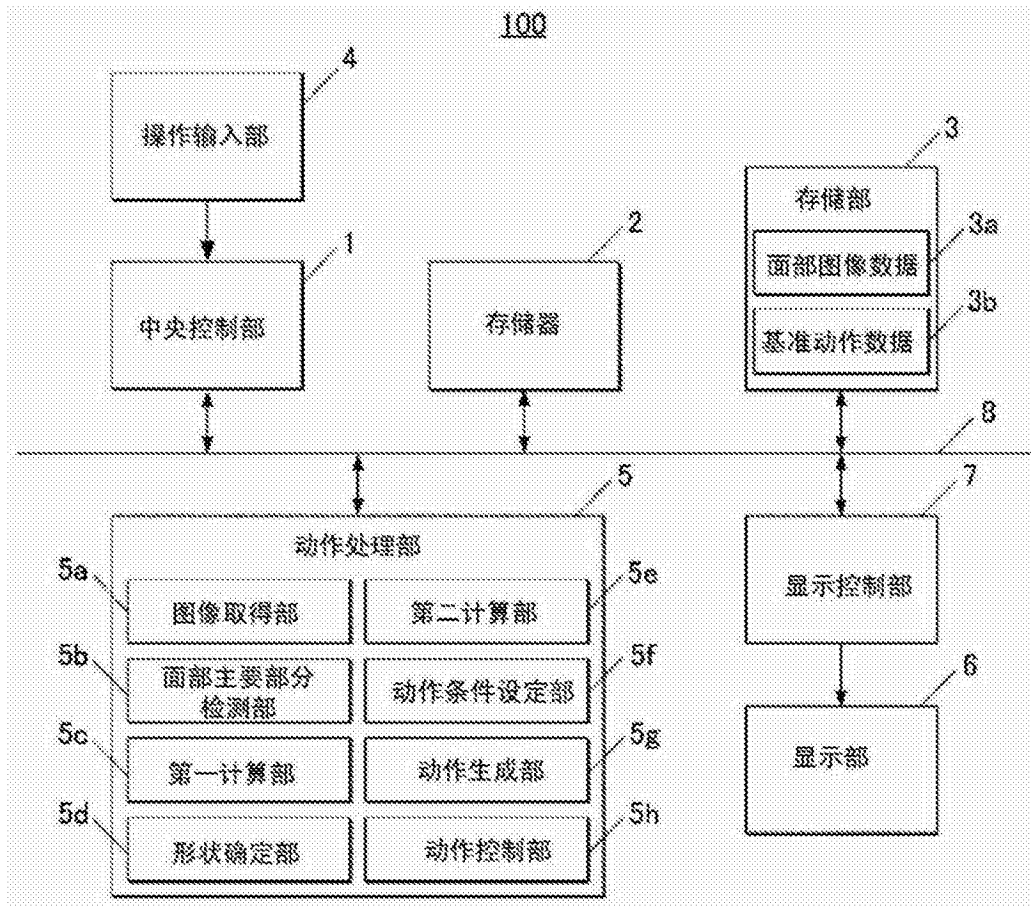 100
4
操作输入部
3
存储部
3a
面部图像数据
3b
基准动作数据
1
中央控制部
2
存储器
8
5
动作处理部
5a
图像取得部
5e
第二计算部
5b
面部主要部分
检测部
5f
动作条件设定部
5c
第一计算部
5g
动作生成部
5d
形状确定部
5h
动作控制部
7
显示控制部
6
显示部